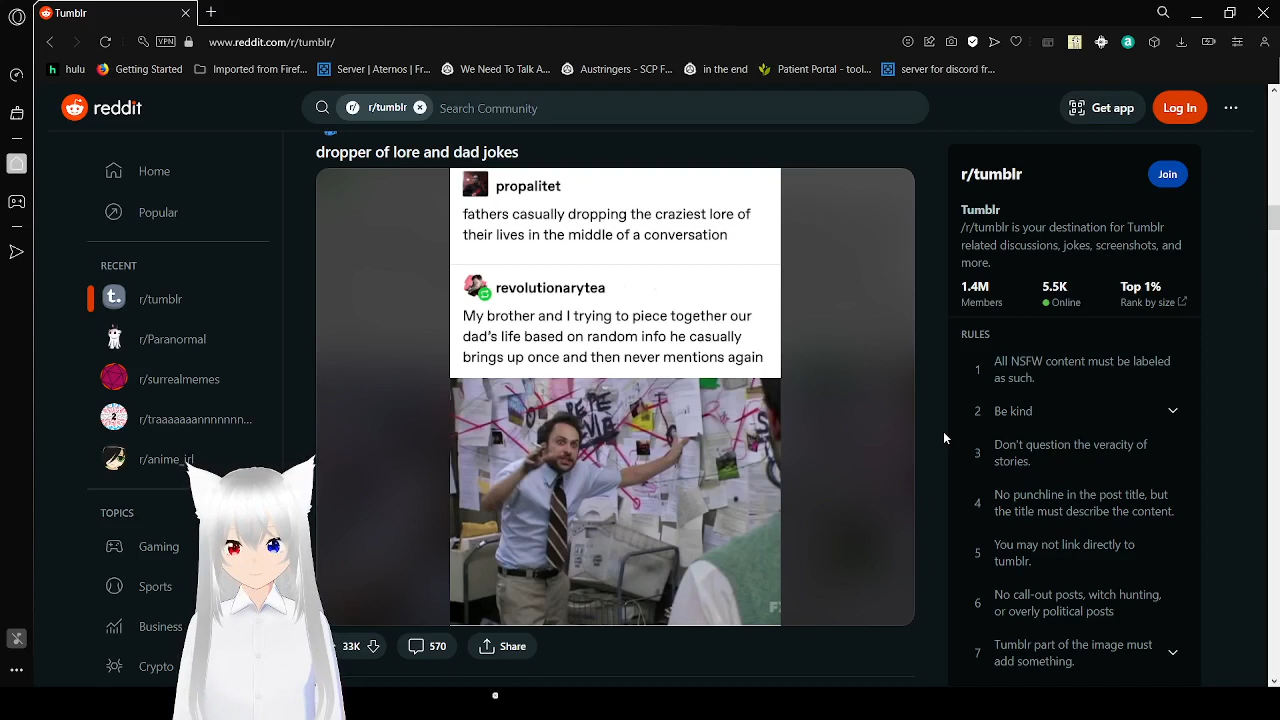 Tumblr
VPN
www.reddit.com/r/tumblr/
hulu
Getting Started
Imported from Firef...
Server | Aternos | Fr...
We Need To Talk A...
Austringers - SCP F...
in the end
Patient Portal - tool...
server for discord fr...
reddit
r/tumblr
Search Community
Get app
Log In
Home
Popular
RECENT
r/tumblr
r/Paranormal
r/surrealmemes
r/traaaaaaannnnnnn...
r/anime_irl
TOPICS
Gaming
Sports
Business
Crypto
dropper of lore and dad jokes
propalitet
fathers casually dropping the craziest lore of
their lives in the middle of a conversation
revolutionarytea
My brother and I trying to piece together our
dad's life based on random info he casually
brings up once and then never mentions again
PEPE
33K
570
Share
r/tumblr
Join
Tumblr
/r/tumblr is your destination for Tumblr
related discussions, jokes, screenshots, and
more.
1.4M
5.5K
Top 1%
Members
Online
Rank by size
RULES
1
All NSFW content must be labeled
as such.
2
Be kind
3
Don't question the veracity of
stories.
4
No punchline in the post title, but
the title must describe the content.
5
You may not link directly to
tumblr.
6
No call-out posts, witch hunting,
or overly political posts
7
Tumblr part of the image must
add something.